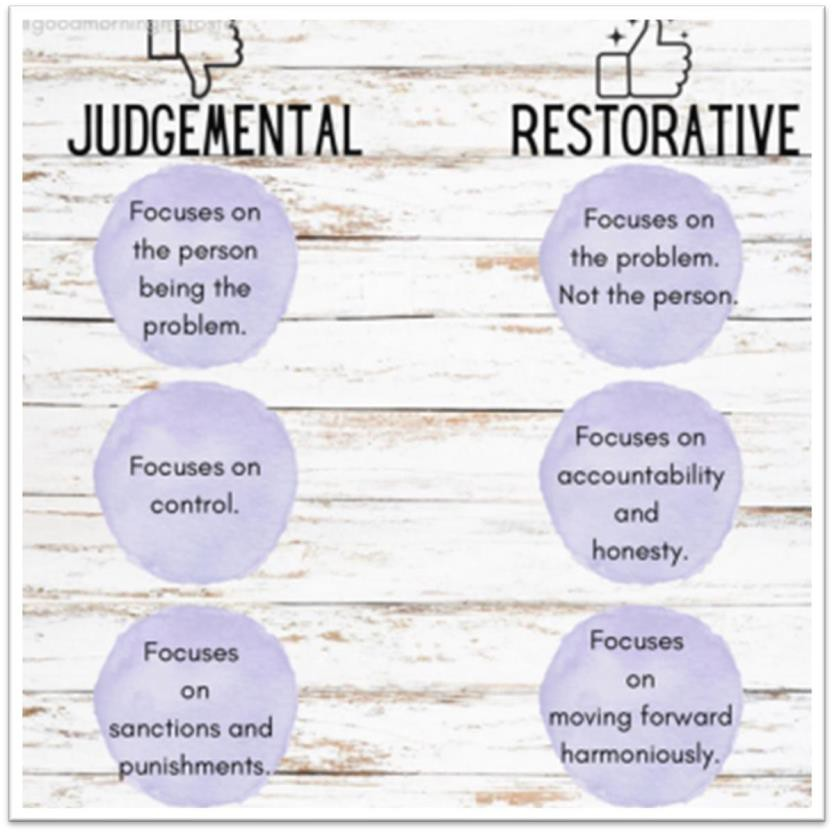 JUDGEMENTAL
RESTORATIVE
Focuses on
the person
being the
problem.
Focuses on
the problem.
Not the person.
Focuses on
control.
Focuses on
accountability
and
honesty.
Focuses
on
sanctions and
punishments.
Focuses
on
moving forward
harmoniously.